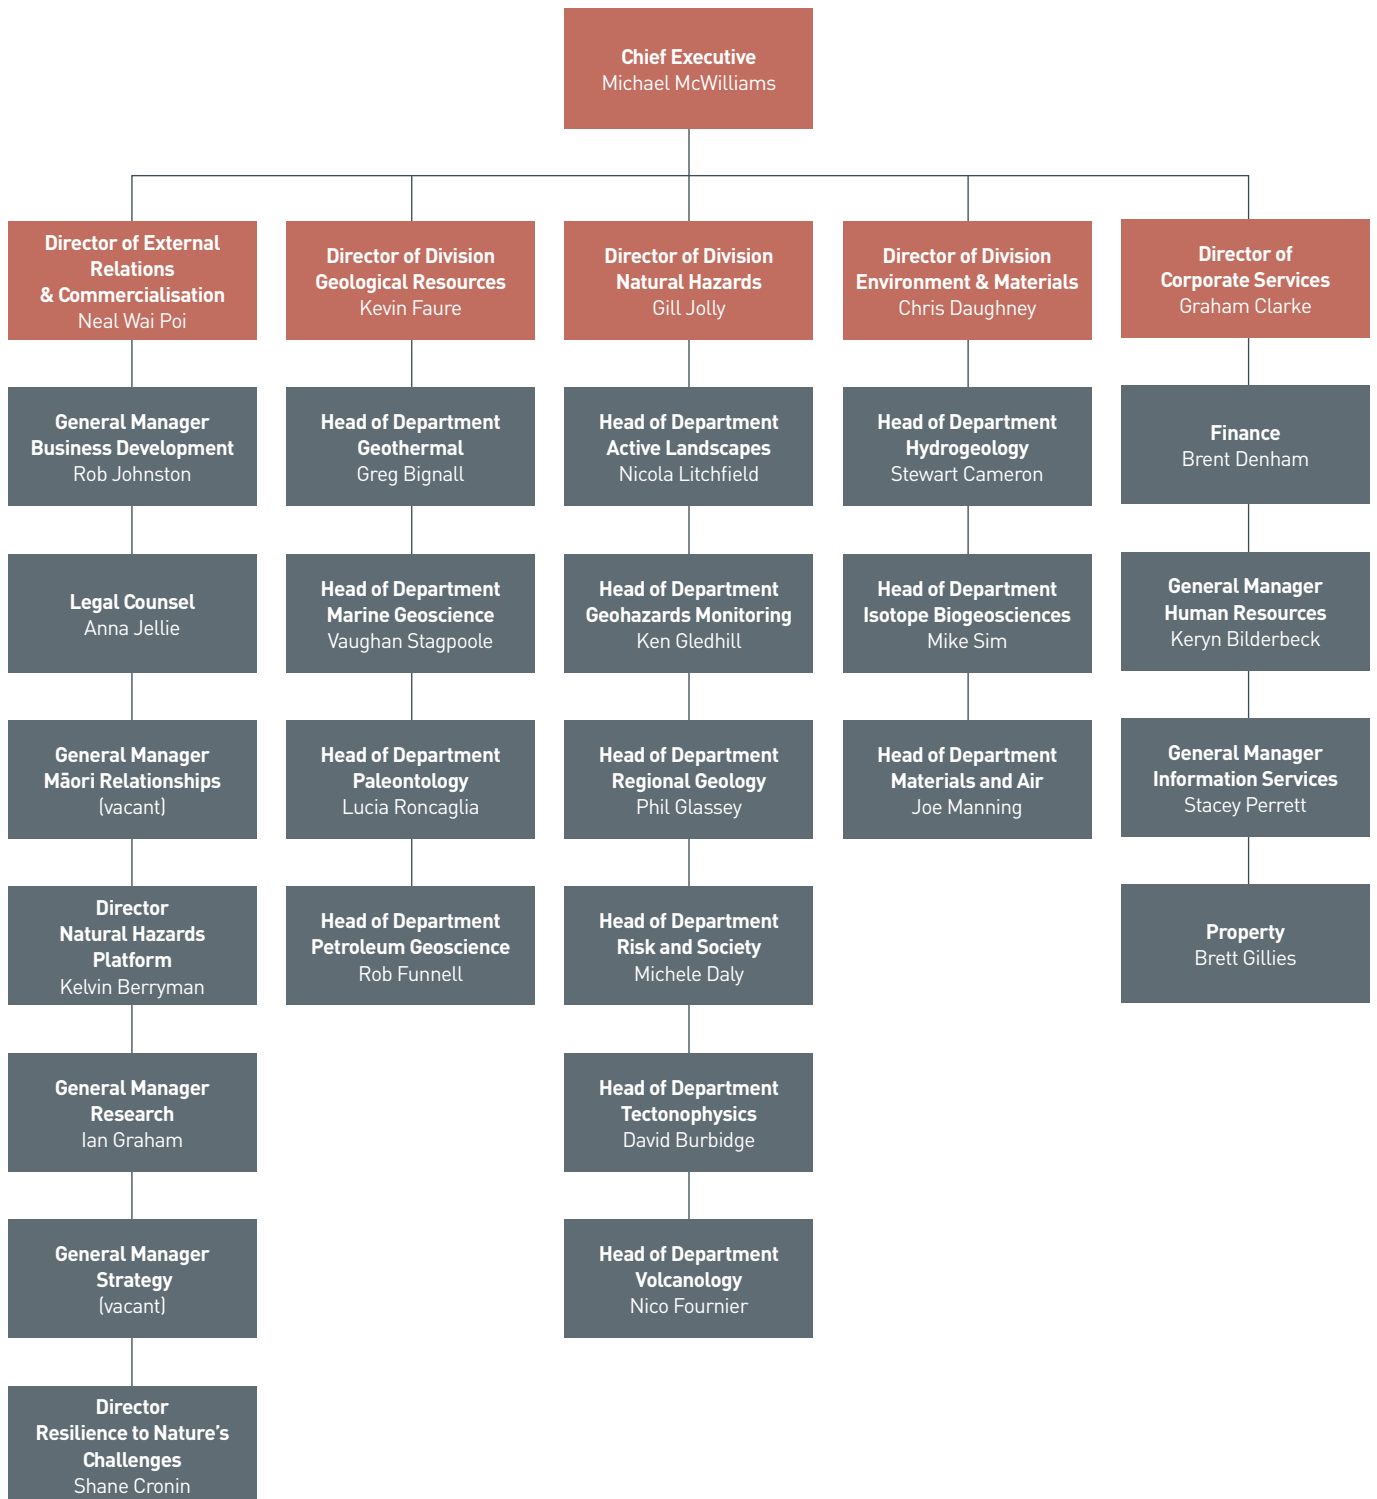 Chief Executive
Michael McWilliams
Director of External
Relations
& Commercialisation
Neal Wai Poi
Director of Division
Geological Resources
Kevin Faure
Director of Division
Natural Hazards
Gill Jolly
Director of Division
Environment & Materials
Chris Daughney
Director of
Corporate Services
Graham Clarke
General Manager
Business Development
Rob Johnston
Head of Department
Geothermal
Greg Bignall
Head of Department
Active Landscapes
Nicola Litchfield
Head of Department
Hydrogeology
Stewart Cameron
Finance
Brent Denham
Legal Counsel
Anna Jellie
Head of Department
Marine Geoscience
Vaughan Stagpoole
Head of Department
Geohazards Monitoring
Ken Gledhill
Head of Department
Isotope Biogeosciences
Mike Sim
General Manager
Human Resources
Keryn Bilderbeck
General Manager
Māori Relationships
(vacant)
Head of Department
Paleontology
Lucia Roncaglia
Head of Department
Regional Geology
Phil Glassey
Head of Department
Materials and Air
Joe Manning
General Manager
Information Services
Stacey Perrett
Director
Natural Hazards
Platform
Kelvin Berryman
Head of Department
Petroleum Geoscience
Rob Funnell
Head of Department
Risk and Society
Michele Daly
Property
Brett Gillies
General Manager
Research
Ian Graham
Head of Department
Tectonophysics
David Burbidge
General Manager
Strategy
(vacant)
Head of Department
Volcanology
Nico Fournier
Director
Resilience to Nature's
Challenges
Shane Cronin